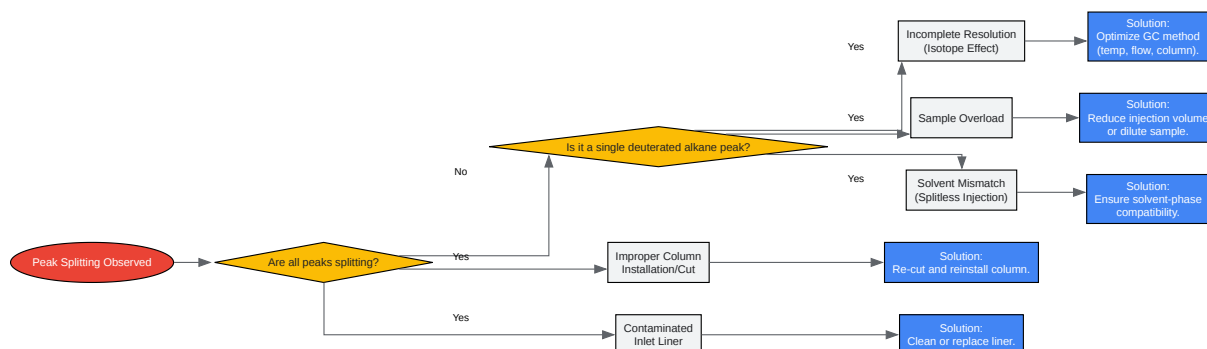 Solution:
Optimize GC method
(temp, flow, column).
Incomplete Resolution
(Isotope Effect)
Yes
Solution:
Reduce injection volume
or dilute sample.
Sample Overload
Yes
Is it a single deuterated alkane peak?
No
Yes
Solvent Mismatch
(Splitless Injection)
Solution:
Ensure solvent-phase
compatibility.
Peak Splitting Observed
Are all peaks splitting?
Yes
Improper Column
Installation/Cut
Solution:
Re-cut and reinstall column.
Yes
Contaminated
Inlet Liner
Solution:
Clean or replace liner.